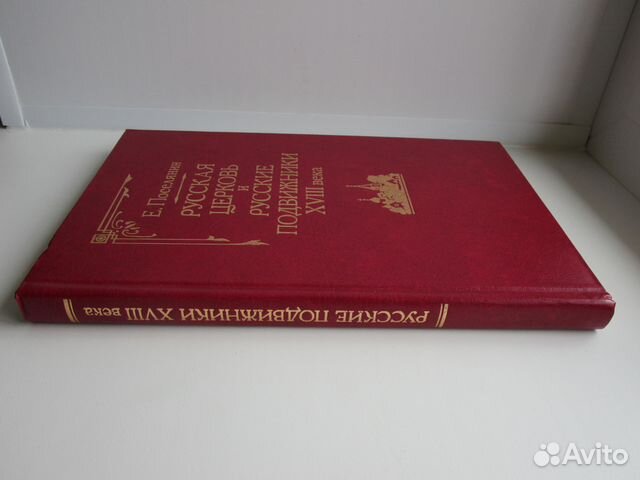 Е. Поселянин
РУССКАЯ
ЦЕРКОВЬ
И
РУССКИЕ
ПОДВИЖНИКИ
XVIII века
РУССКИЕ ПОДВИЖНИКИ XVIII века
Avito